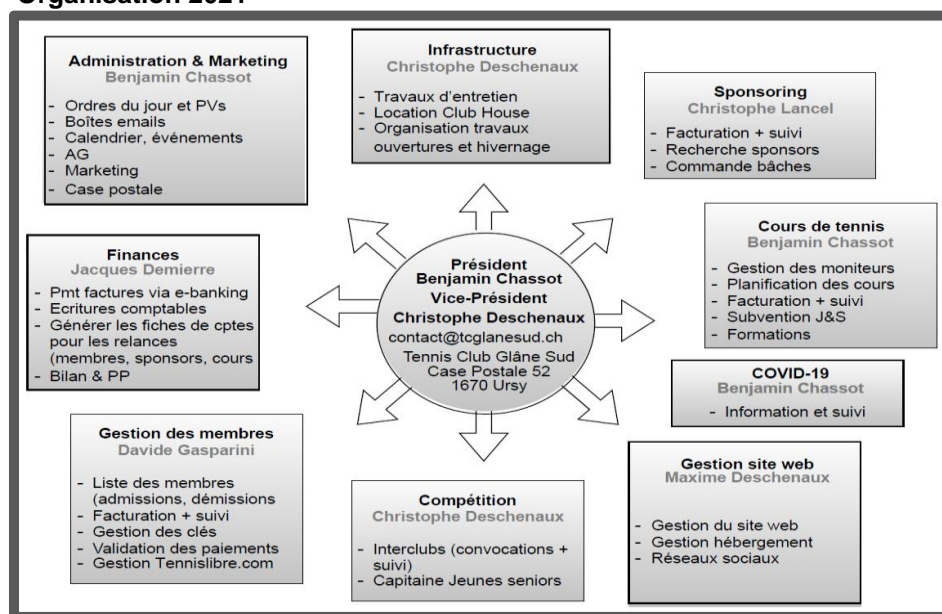 Organisation 2021
Administration & Marketing
Benjamin Chassot
- Ordres du jour et PVs
- Boîtes emails
- Calendrier, événements
- AG
- Marketing
- Case postale
Infrastructure
Christophe Deschenaux
- Travaux d'entretien
- Location Club House
- Organisation travaux
ouvertures et hivernage
Sponsoring
Christophe Lancel
- Facturation + suivi
- Recherche sponsors
- Commande bâches
Finances
Jacques Demierre
- Pmt factures via e-banking
- Ecritures comptables
- Générer les fiches de cptes
pour les relances
(membres, sponsors, cours
- Bilan & PP
Président
Benjamin Chassot
Vice-Président
Christophe Deschenaux
contact@tcglanesud.ch
Tennis Club Glâne Sud
Case Postale 52
1670 Ursy
Cours de tennis
Benjamin Chassot
- Gestion des moniteurs
- Planification des cours
- Facturation + suivi
- Subvention J&S
- Formations
COVID-19
Benjamin Chassot
- Information et suivi
Gestion des membres
Davide Gasparini
- Liste des membres
(admissions, démissions
- Facturation + suivi
- Gestion des clés
- Validation des paiements
- Gestion Tennislibre.com
Compétition
Christophe Deschenaux
- Interclubs (convocations +
suivi)
- Capitaine Jeunes seniors
Gestion site web
Maxime Deschenaux
- Gestion du site web
- Gestion hébergement
- Réseaux sociaux